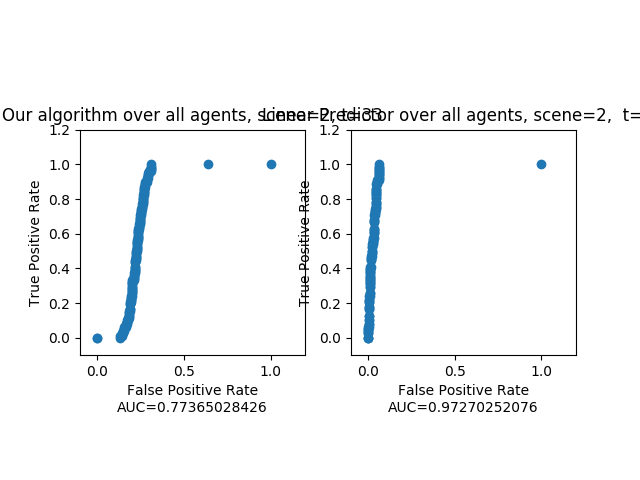 Our algorithm over all agents, scene=2, t=33
Linear Predictor over all agents, scene=2, t=
1.2
1.0
0.8
0.6
0.4
0.2
0.0
True Positive Rate
0.0 0.5 1.0
False Positive Rate
AUC=0.77365028426
1.2
1.0
0.8
0.6
0.4
0.2
0.0
True Positive Rate
0.0 0.5 1.0
False Positive Rate
AUC=0.97270252076